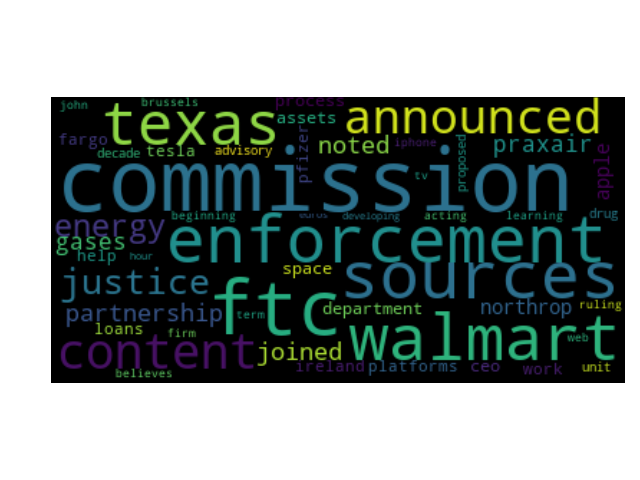 john brussels process
texas assets announced
fargo decade tesla advisory pfizer noted iphone proposed praxair apple
commission tv
energy beginning euros developing acting learning drug
gases help hour enforcement
justice space sources
partnership ftc term department northrop ruling
loans firm walmart web
content joined
believes ireland platforms ceo work unit